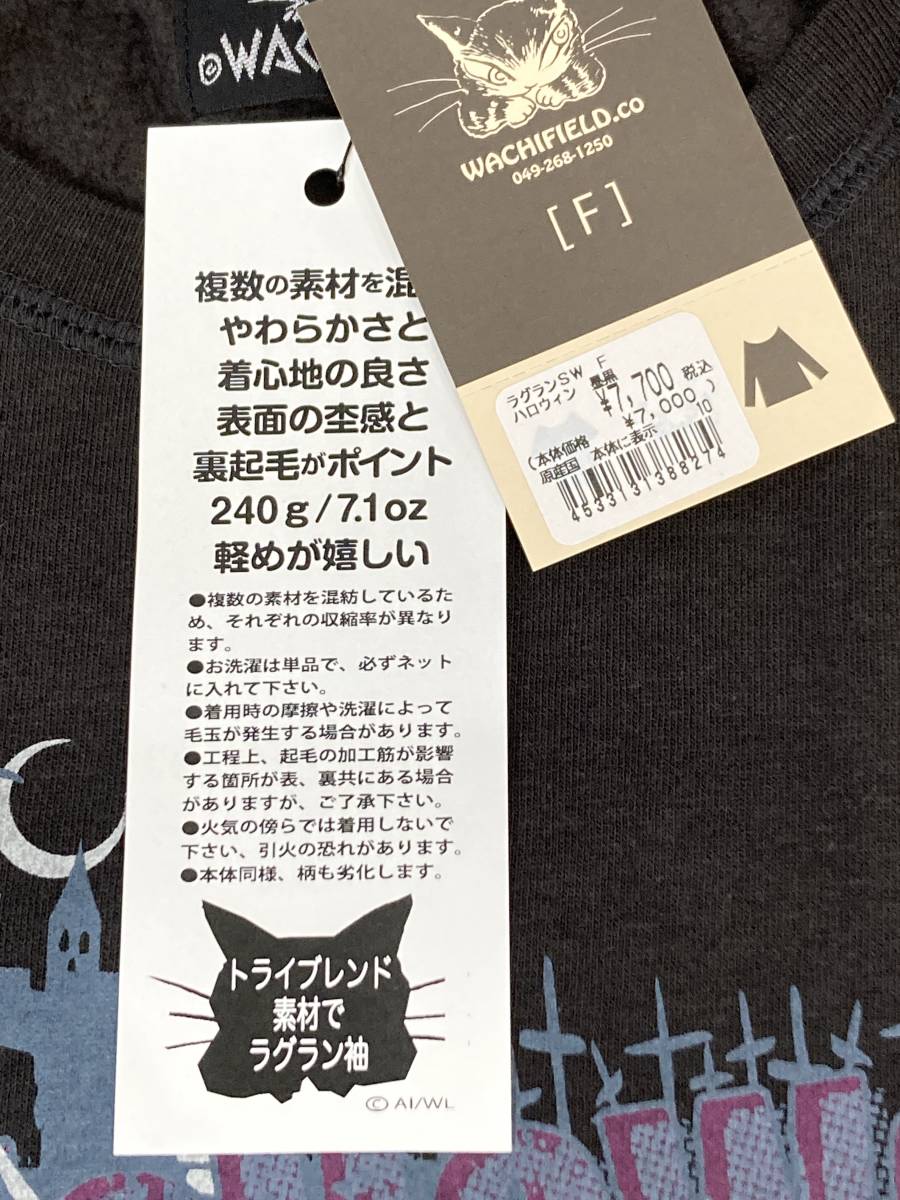 ©WAC
WACHIFIELD.CO
049-268-1250
[F]
ラグランSW F
ハロウィン 墨黒
¥7,700 税込
(本体価格 ¥7,000)
原産国 本体に表示 10
4533131388274
複数の素材を混
やわらかさと
着心地の良さ
表面の杢感と
裏起毛がポイント
240g/7.1oz
軽めが嬉しい
●複数の素材を混紡しているた
め、それぞれの収縮率が異なり
ます。
●お洗濯は単品で、必ずネット
に入れて下さい。
●着用時の摩擦や洗濯によって
毛玉が発生する場合があります。
●工程上、起毛の加工筋が影響
する箇所が表、裏共にある場合
がありますが、ご了承下さい。
●火気の傍らでは着用しないで
下さい、引火の恐れがあります。
●本体同様、柄も劣化します。
トライブレンド
素材で
ラグラン袖
© AI/WL